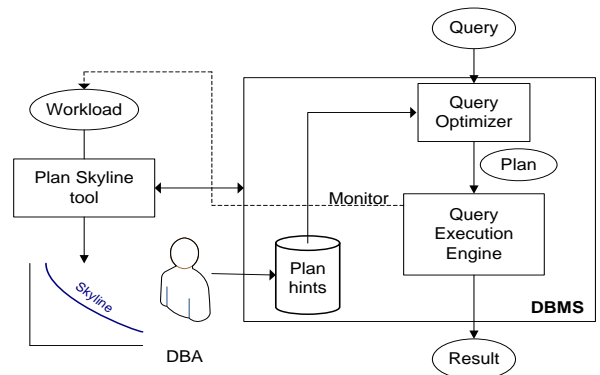 Query
Workload
Query
Optimizer
Plan
Plan Skyline
tool
Monitor
Query
Execution
Engine
Plan
hints
Skyline
DBMS
DBA
Result